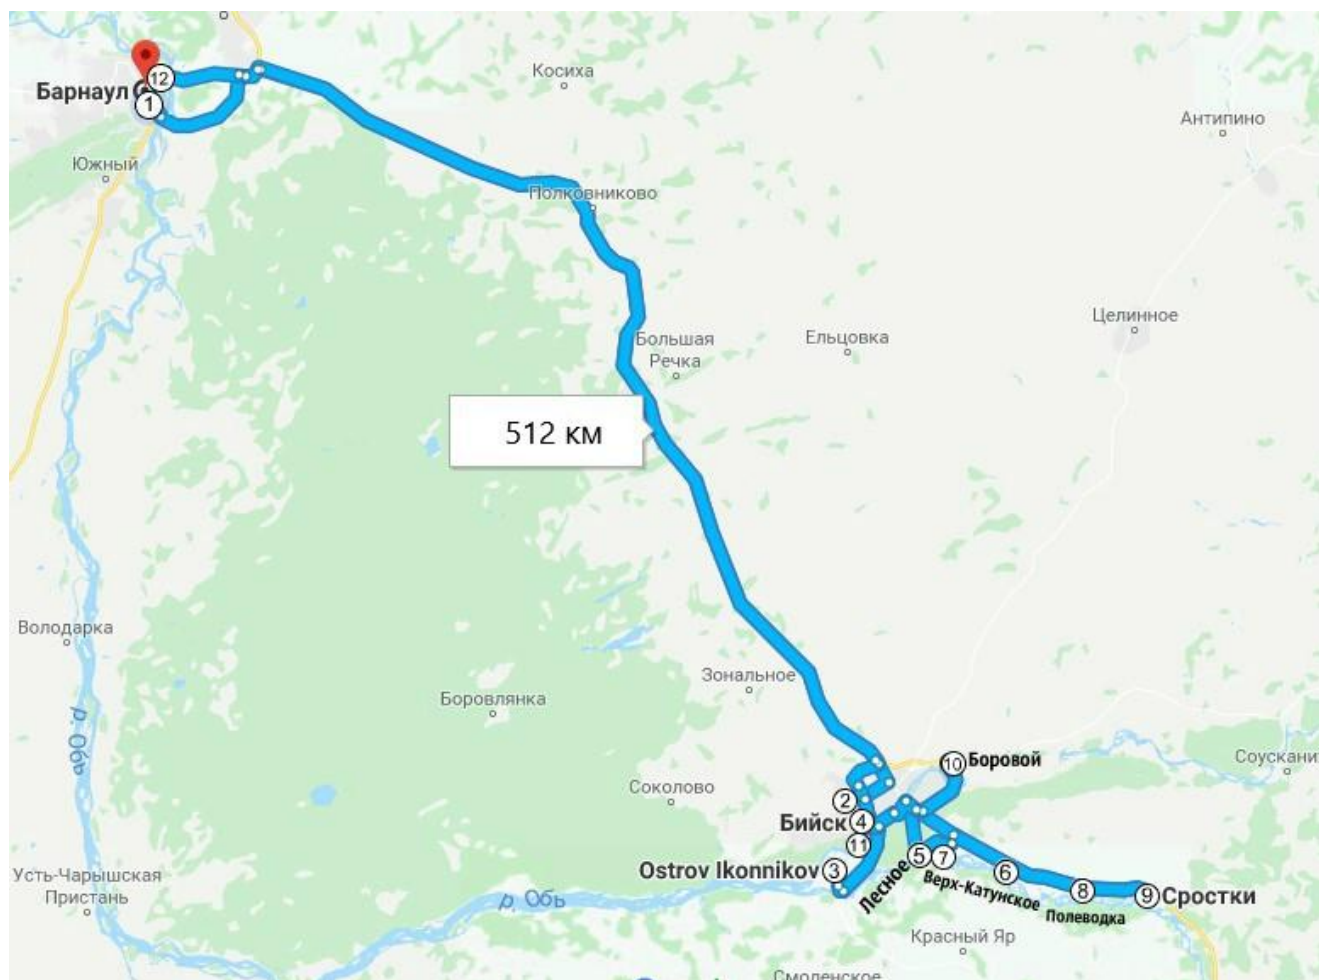 Косиха
12
Барнаул
1
Антипино
Южный
Полковниково
Целинное
Большая
Речка
Ельцовка
512 км
Володарка
Зональное
Боровлянка
р. Обь
10
Боровой
Соускани
Соколово
2
Бийск
4
11
Ostrov Ikonnikov
3
5
7
6
Лесное
Верх-Катунское
8
Полеводка
9
Сростки
Усть-Чарышская
Пристань
р. Обь
Красный Яр
Смоленское